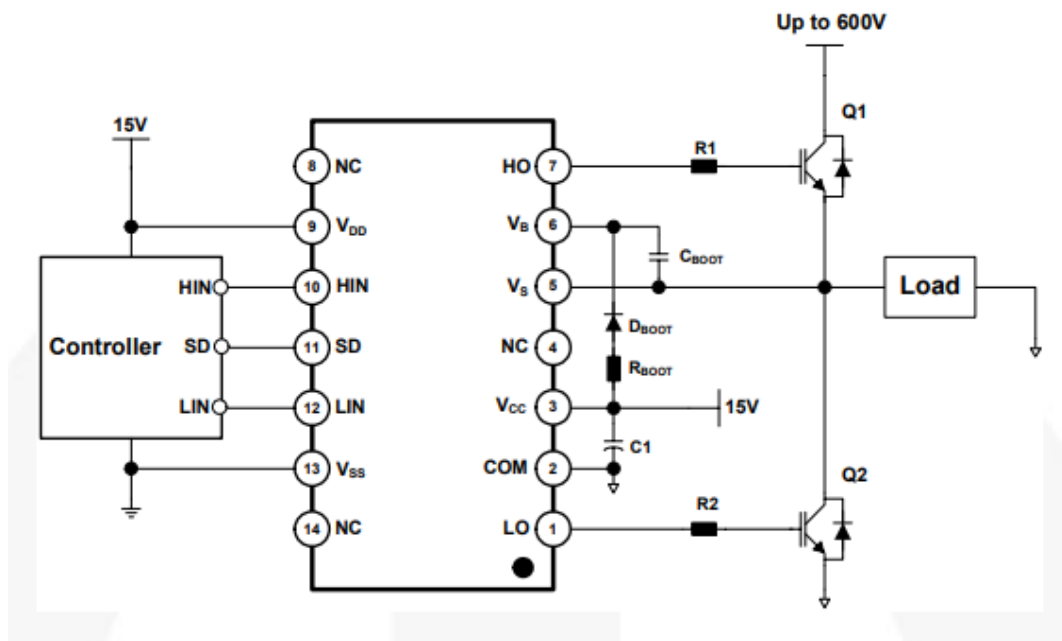 Up to 600V
Q1
15V
R1
8 NC HO 7
9 VDD VB 6
CBOOT
HIN 10 HIN VS 5
Load
DBOOT
Controller
SD 11 SD NC 4
RBOOT
LIN 12 LIN VCC 3 15V
C1
13 VSS COM 2
Q2
R2
14 NC LO 1